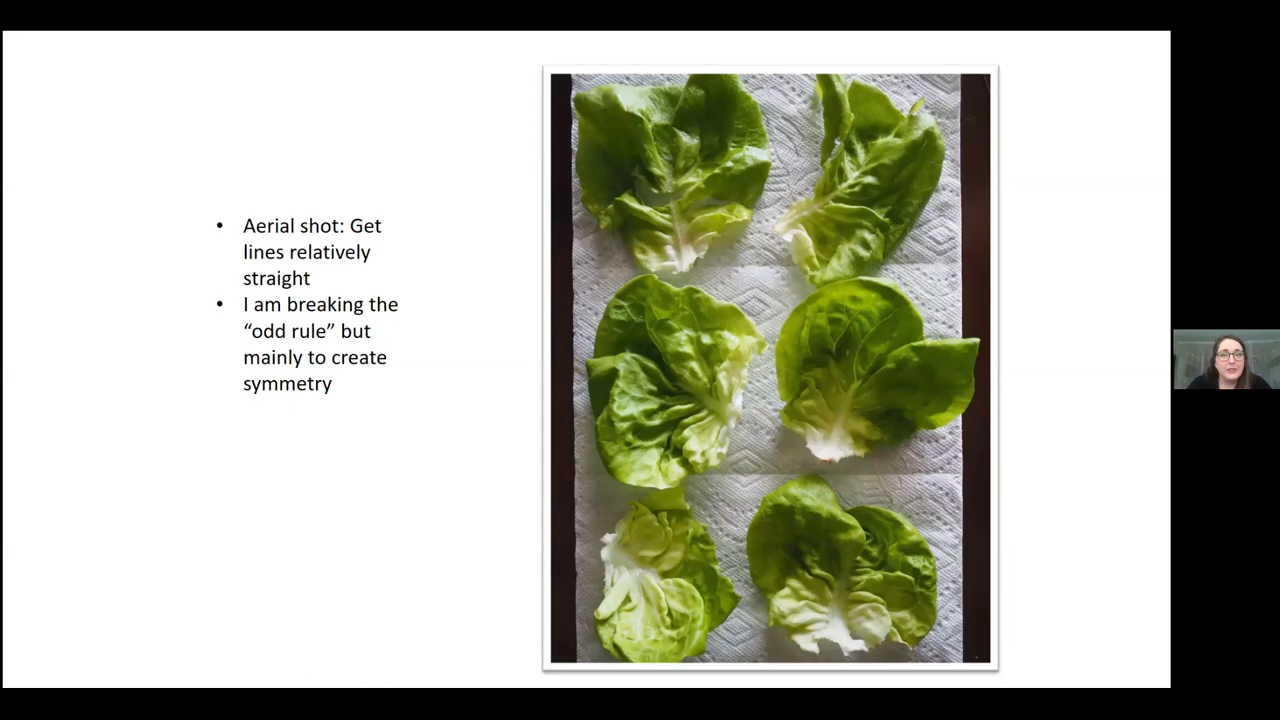 • Aerial shot: Get
lines relatively
straight
• I am breaking the
“odd rule” but
mainly to create
symmetry